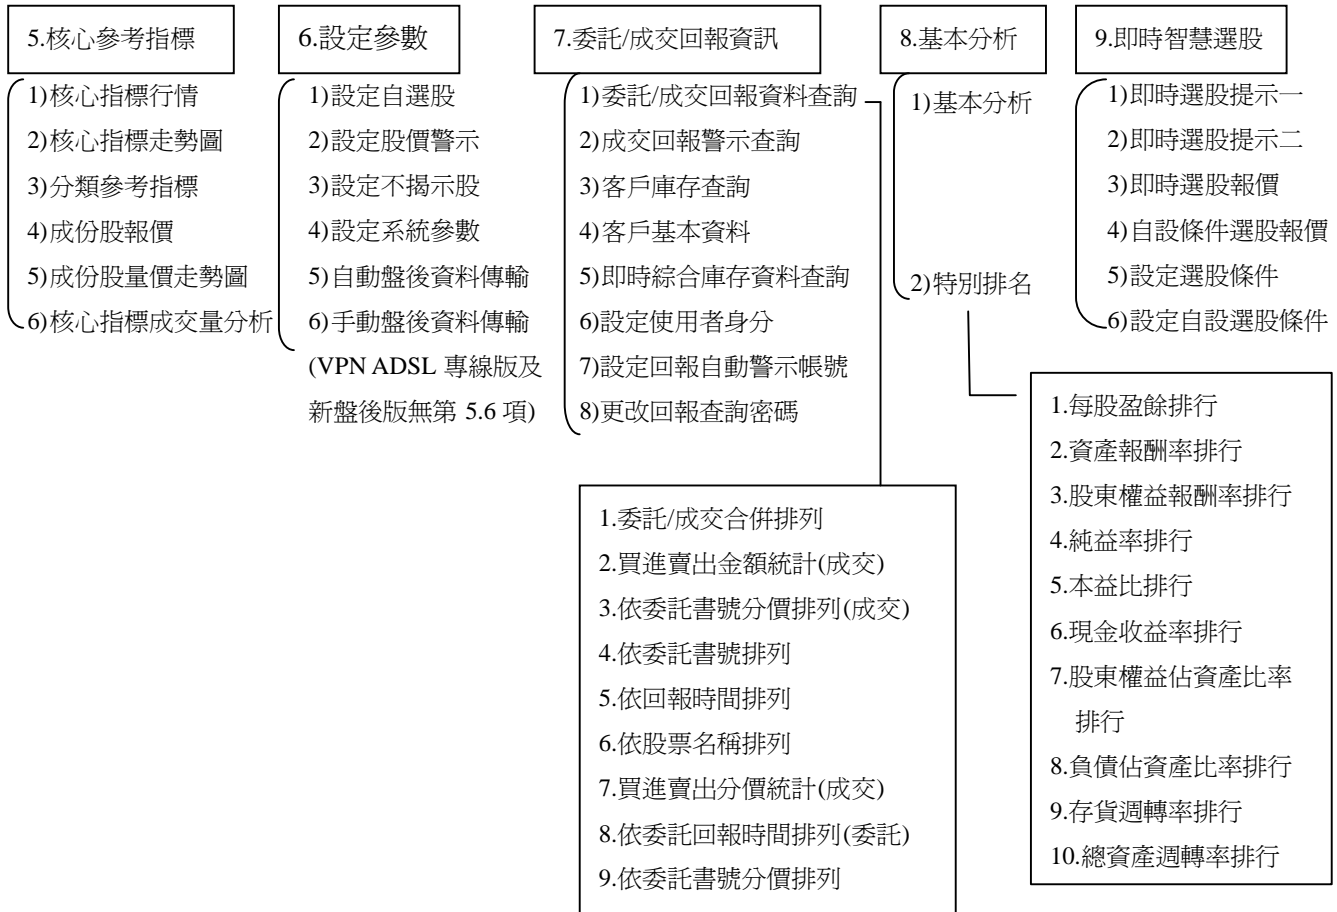 5.核心參考指標
1)核心指標行情
2)核心指標走勢圖
3)分類參考指標
4)成份股報價
5)成份股量價走勢圖
6)核心指標成交量分析
6.設定參數
1)設定自選股
2)設定股價警示
3)設定不揭示股
4)設定系統參數
5)自動盤後資料傳輸
6)手動盤後資料傳輸
(VPN ADSL 專線版及
新盤後版無第 5.6 項)
7.委託/成交回報資訊
1)委託/成交回報資料查詢
2)成交回報警示查詢
3)客戶庫存查詢
4)客戶基本資料
5)即時綜合庫存資料查詢
6)設定使用者身分
7)設定回報自動警示帳號
8)更改回報查詢密碼
1.委託/成交合併排列
2.買進賣出金額統計(成交)
3.依委託書號分價排列(成交)
4.依委託書號排列
5.依回報時間排列
6.依股票名稱排列
7.買進賣出分價統計(成交)
8.依委託回報時間排列(委託)
9.依委託書號分價排列
8.基本分析
1)基本分析
2)特別排名
1.每股盈餘排行
2.資產報酬率排行
3.股東權益報酬率排行
4.純益率排行
5.本益比排行
6.現金收益率排行
7.股東權益佔資產比率
排行
8.負債佔資產比率排行
9.存貨週轉率排行
10.總資產週轉率排行
9.即時智慧選股
1)即時選股提示一
2)即時選股提示二
3)即時選股報價
4)自設條件選股報價
5)設定選股條件
6)設定自設選股條件